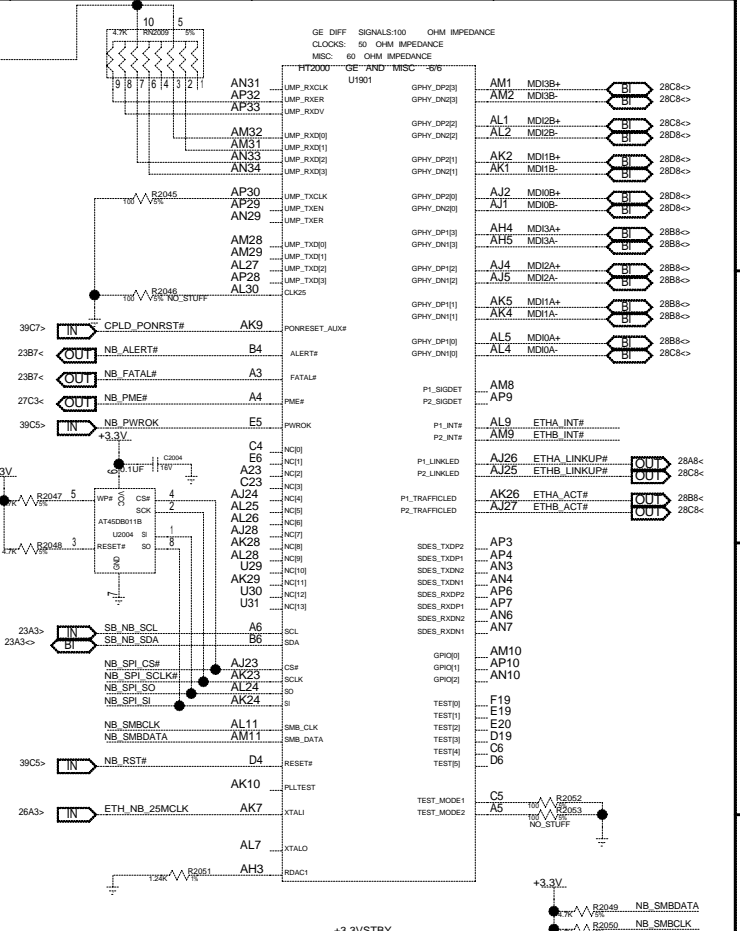 10 5
4.7K RN2009 5%
9 8 7 6 4 3 2 1
GE DIFF SIGNALS:100 OHM IMPEDANCE
CLOCKS: 50 OHM IMPEDANCE
MISC: 60 OHM IMPEDANCE
HT2000 GE AND MISC -6/6
U1901
AN31 UMP_RXCLK
AP32 UMP_RXER
AP33 UMP_RXDV
AM32 UMP_RXD[0]
AM31 UMP_RXD[1]
AN33 UMP_RXD[2]
AN34 UMP_RXD[3]
R2045 100 5% AP30 UMP_TXCLK
AP29 UMP_TXEN
AN29 UMP_TXER
AM28 UMP_TXD[0]
AM29 UMP_TXD[1]
AL27 UMP_TXD[2]
AP28 UMP_TXD[3]
R2046 100 5% NO_STUFF AL30 CLK25
39C7> IN CPLD_PONRST# AK9 PONRESET_AUX#
23B7< OUT NB_ALERT# B4 ALERT#
23B7< OUT NB_FATAL# A3 FATAL#
27C3< OUT NB_PME# A4 PME#
39C5> IN NB_PWROK E5 PWROK
+3.3V
C2004
0.1UF 16V
6
C4 NC[0]
E6 NC[1]
A23 NC[2]
C23 NC[3]
AJ24 NC[4]
AL25 NC[5]
AL26 NC[6]
AJ28 NC[7]
AK28 NC[8]
AL28 NC[9]
U29 NC[10]
AK29 NC[11]
U30 NC[12]
U31 NC[13]
3V
R2047 5%
5 WP# VCC CS# 4
SCK 2
AT45DB011B
U2004 SI 1
R2048 4.7K 5%
3 RESET# SO 8
GND
7
23A3> IN SB_NB_SCL A6 SCL
23A3<> BI SB_NB_SDA B6 SDA
NB_SPI_CS# AJ23 CS#
NB_SPI_SCLK# AK23 SCLK
NB_SPI_SO AL24 SO
NB_SPI_SI AK24 SI
NB_SMBCLK AL11 SMB_CLK
NB_SMBDATA AM11 SMB_DATA
39C5> IN NB_RST# D4 RESET#
AK10 PLLTEST
26A3> IN ETH_NB_25MCLK AK7 XTALI
AL7 XTALO
R2051 1.24K 1% AH3 RDAC1
GPHY_DP2[3] AM1 MDI3B+ BI 28C8<>
GPHY_DN2[3] AM2 MDI3B- BI 28D8<>
GPHY_DP2[2] AL1 MDI2B+ BI 28C8<>
GPHY_DN2[2] AL2 MDI2B- BI 28D8<>
GPHY_DP2[1] AK2 MDI1B+ BI 28D8<>
GPHY_DN2[1] AK1 MDI1B- BI 28D8<>
GPHY_DP2[0] AJ2 MDI0B+ BI 28D8<>
GPHY_DN2[0] AJ1 MDI0B- BI 28D8<>
GPHY_DP1[3] AH4 MDI3A+ BI 28B8<>
GPHY_DN1[3] AH5 MDI3A- BI 28B8<>
GPHY_DP1[2] AJ4 MDI2A+ BI 28B8<>
GPHY_DN1[2] AJ5 MDI2A- BI 28B8<>
GPHY_DP1[1] AK5 MDI1A+ BI 28B8<>
GPHY_DN1[1] AK4 MDI1A- BI 28B8<>
GPHY_DP1[0] AL5 MDI0A+ BI 28B8<>
GPHY_DN1[0] AL4 MDI0A- BI 28C8<>
P1_SIGDET AM8
P2_SIGDET AP9
P1_INT# AL9 ETHA_INT#
P2_INT# AM9 ETHB_INT#
P1_LINKLED AJ26 ETHA_LINKUP# OUT 28A8<
P2_LINKLED AJ25 ETHB_LINKUP# OUT 28C8<
P1_TRAFFICLED AK26 ETHA_ACT# OUT 28B8<
P2_TRAFFICLED AJ27 ETHB_ACT# OUT 28C8<
SDES_TXDP2 AP3
SDES_TXDP1 AP4
SDES_TXDN2 AN3
SDES_TXDN1 AN4
SDES_RXDP2 AP6
SDES_RXDP1 AP7
SDES_RXDN2 AN6
SDES_RXDN1 AN7
GPIO[0] AM10
GPIO[1] AP10
GPIO[2] AN10
TEST[0] F19
TEST[1] E19
TEST[2] E20
TEST[3] D19
TEST[4] C6
TEST[5] D6
TEST_MODE1 C5 R2052 100 5%
TEST_MODE2 A5 R2053 100 5%
NO_STUFF
+3.3V
R2049 NB_SMBDATA
4.7K 5%
R2050 NB_SMBCLK
4.7K 5%
+3.3VSTBY